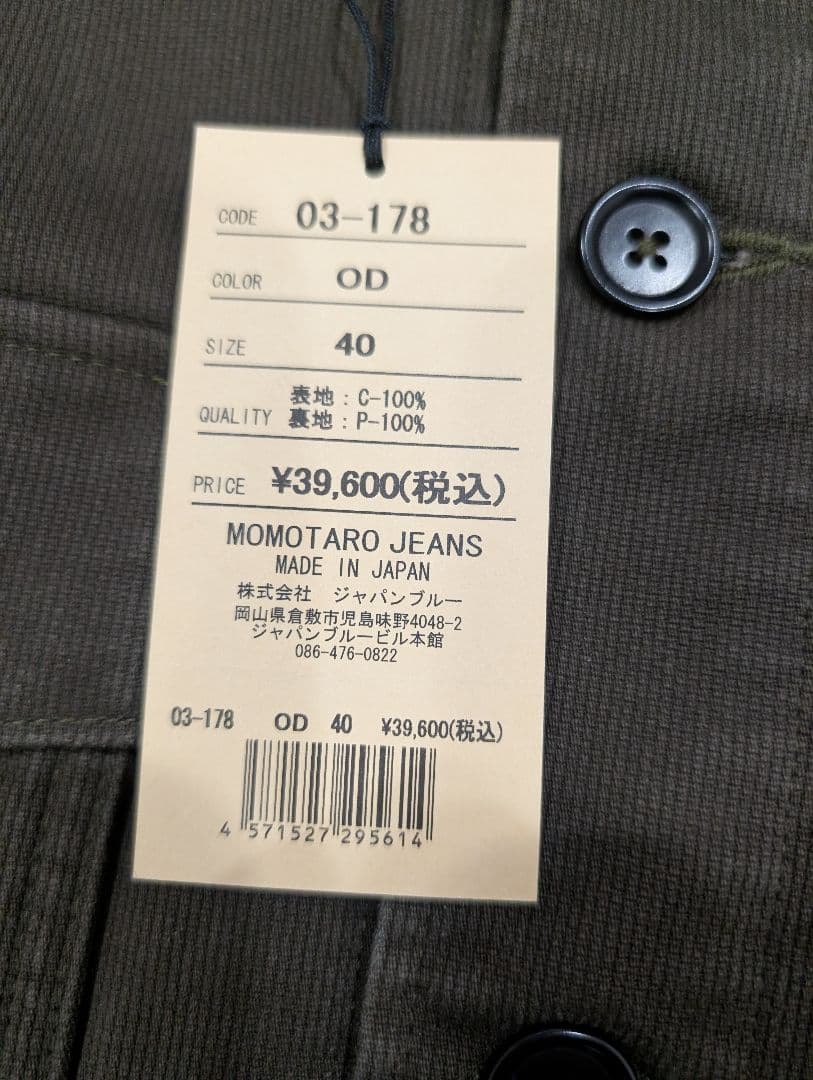 CODE 03-178
COLOR OD
SIZE 40
表地:C-100%
QUALITY 裏地:P-100%
PRICE ¥39,600(税込)
MOMOTARO JEANS
MADE IN JAPAN
株式会社 ジャパンブルー
岡山県倉敷市児島味野4048-2
ジャパンブルービル本館
086-476-0822
03-178 OD 40 ¥39,600(税込)
4 571527 295614